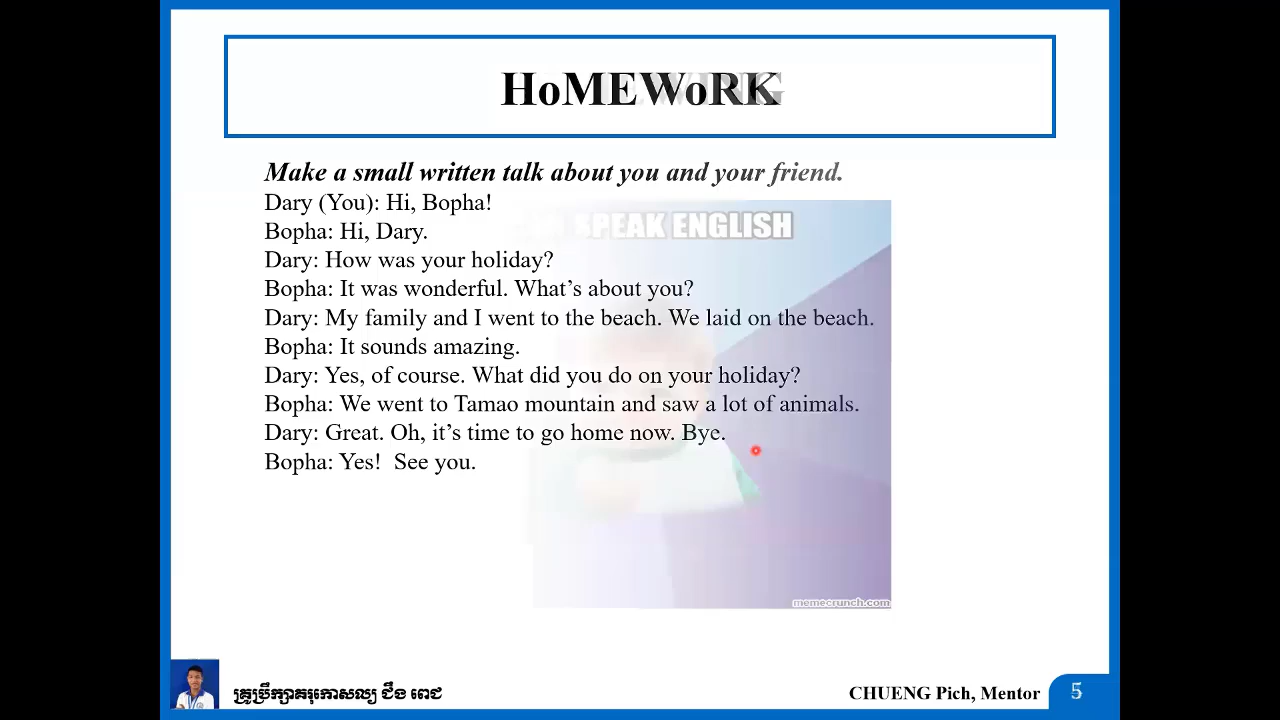 HoMEWoRK
Make a small written talk about you and your friend.
Dary (You): Hi, Bopha!
SPEAK ENGLISH
Bopha: Hi, Dary.
Dary: How was your holiday?
Bopha: It was wonderful. What’s about you?
Dary: My family and I went to the beach. We laid on the beach.
Bopha: It sounds amazing.
Dary: Yes, of course. What did you do on your holiday?
Bopha: We went to Tamao mountain and saw a lot of animals.
Dary: Great. Oh, it’s time to go home now. Bye.
Bopha: Yes!  See you.
memecrunch.com
គ្រូប្រឹក្សាគរុកោសល្យ ជឹង ពេជ
CHUENG Pich, Mentor
5